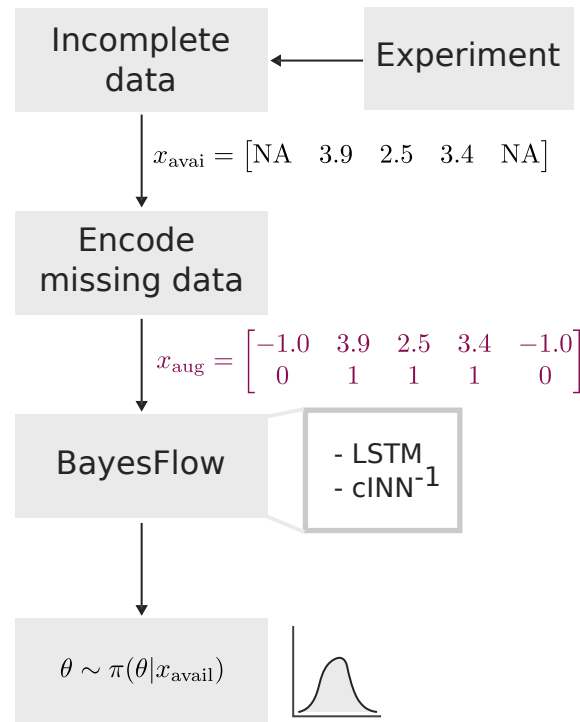 Incomplete
data
Experiment
x_avai = [NA 3.9 2.5 3.4 NA]
Encode
missing data
x_aug = [−1.0 3.9 2.5 3.4 −1.0
0 1 1 1 0]
BayesFlow
- LSTM
- cINN⁻¹
θ ∼ π(θ|x_avail)